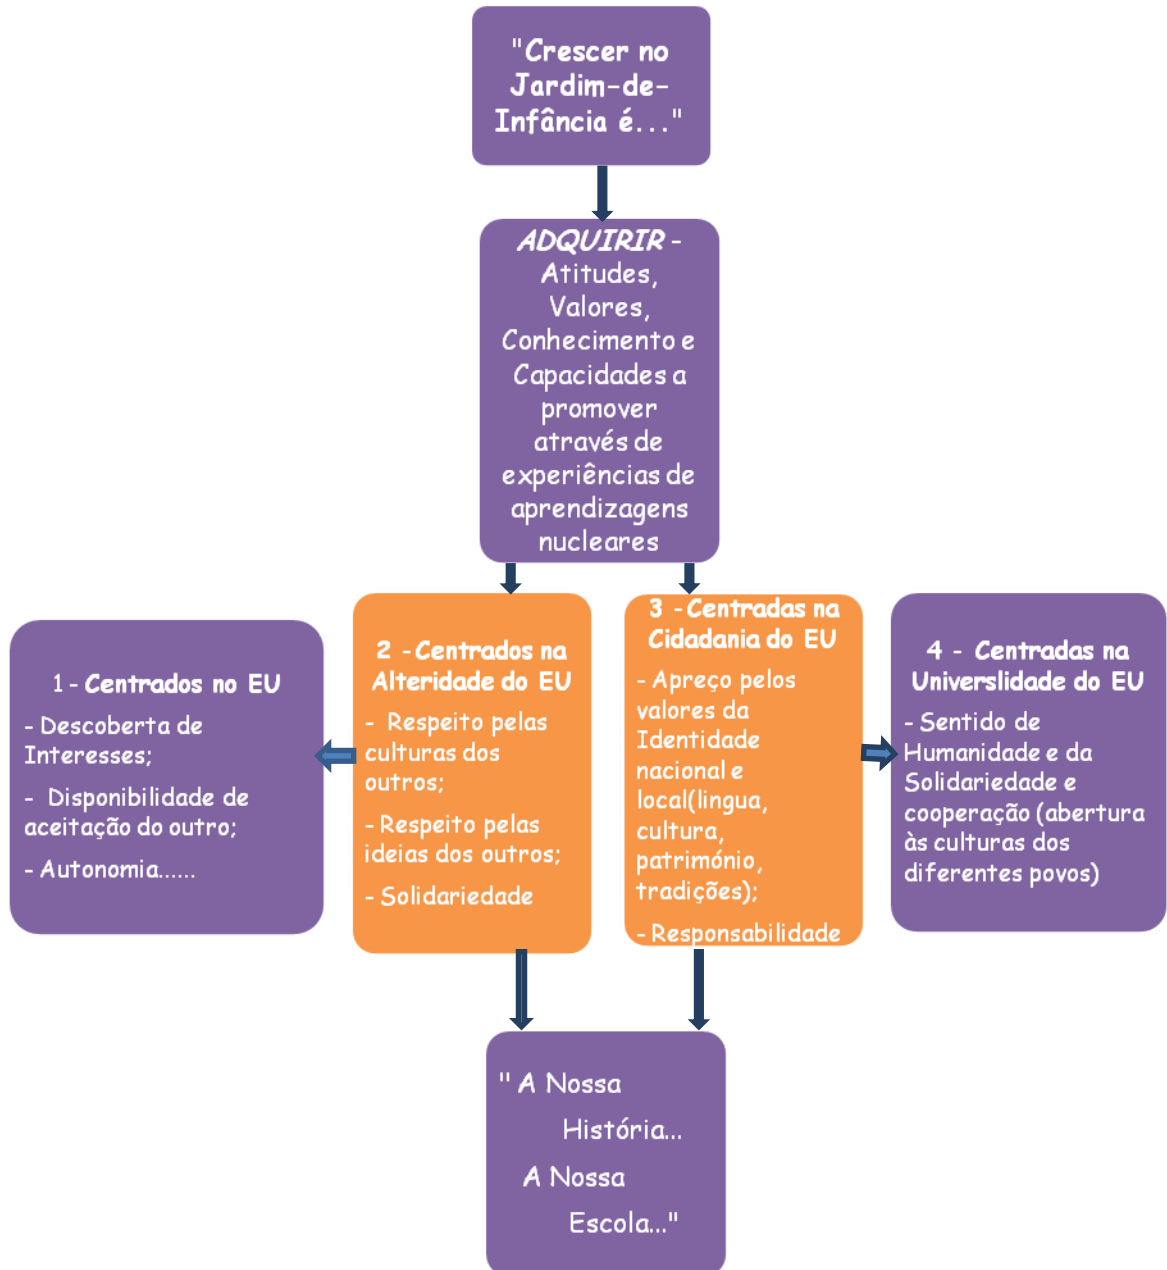 "Crescer no
Jardim-de-
Infância é..."
ADQUIRIR -
Atitudes,
Valores,
Conhecimento e
Capacidades a
promover
através de
experiências de
aprendizagens
nucleares
1 - Centrados no EU
- Descoberta de
Interesses;
- Disponibilidade de
aceitação do outro;
- Autonomia......
2 - Centrados na
Alteridade do EU
- Respeito pelas
culturas dos
outros;
- Respeito pelas
ideias dos outros;
- Solidariedade
3 - Centradas na
Cidadania do EU
- Apreço pelos
valores da
Identidade
nacional e
local(lingua,
cultura,
património,
tradições);
- Responsabilidade
4 - Centradas na
Universlidade do EU
- Sentido de
Humanidade e da
Solidariedade e
cooperação (abertura
às culturas dos
diferentes povos)
" A Nossa
História...
A Nossa
Escola..."